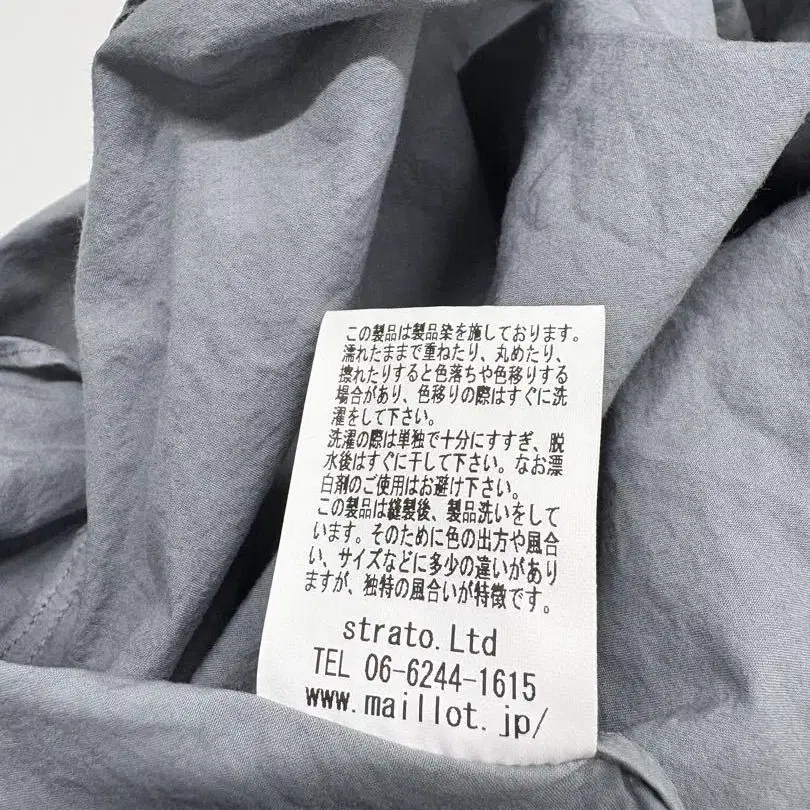 この製品は製品染を施しております。
濡れたままで重ねたり、丸めたり、
擦れたりすると色落ちや色移りする
場合があり、色移りの際はすぐに洗
濯をして下さい。
洗濯の際は単独で十分にすすぎ、脱
水後はすぐに干して下さい。なお漂
白剤のご使用はお避け下さい。
この製品は縫製後、製品洗いをして
います。そのために色の出方や風合
い、サイズなどに多少の違いがあり
ますが、独特の風合いが特徴です。
strato.Ltd
TEL 06-6244-1615
www.maillot.jp/